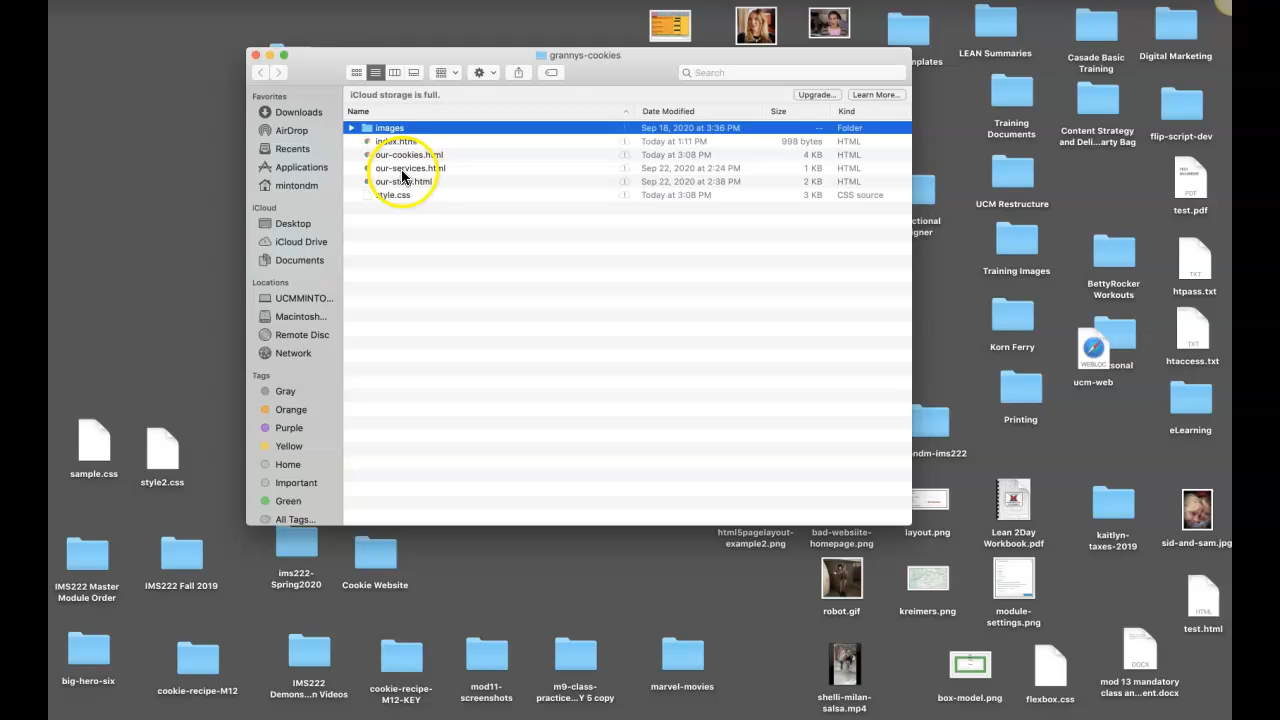 grannys-cookies
Search
iCloud storage is full.
Upgrade...
Learn More...
Name
Date Modified
Size
Kind
images
Sep 18, 2020 at 3:36 PM
--
Folder
index.html
Today at 1:11 PM
998 bytes
HTML
our-cookies.html
Today at 3:08 PM
4 KB
HTML
our-services.html
Sep 22, 2020 at 2:24 PM
1 KB
HTML
Sep 22, 2020 at 2:38 PM
2 KB
HTML
style.css
Today at 3:08 PM
3 KB
CSS source
Favorites
Downloads
AirDrop
Recents
Applications
mintondm
iCloud
Desktop
iCloud Drive
Documents
Locations
UCMMINTO...
Macintosh...
Remote Disc
Network
Tags
Gray
Orange
Purple
Yellow
Home
Important
Green
All Tags...
LEAN Summaries
Casade Basic
Training
Digital Marketing
Training
Documents
Content Strategy
and Deli...arty Bag
flip-script-dev
UCM Restructure
test.pdf
Training Images
BettyRocker
Workouts
htpass.txt
Korn Ferry
ucm-web
htaccess.txt
Printing
eLearning
sample.css
style2.css
html5pagelayout-
example2.png
bad-website-
homepage.png
layout.png
Lean 2Day
Workbook.pdf
kaitlyn-
taxes-2019
sid-and-sam.jpg
IMS222 Master
Module Order
IMS222 Fall 2019
ims222-
Spring2020
Cookie Website
robot.gif
kreimers.png
module-
settings.png
test.html
big-hero-six
cookie-recipe-M12
IMS222
Demons...n Videos
cookie-recipe-
M12-KEY
mod11-
screenshots
m9-class-
practice...Y 5 copy
marvel-movies
shelli-milan-
salsa.mp4
box-model.png
flexbox.css
mod 13 mandatory
class an...ent.docx